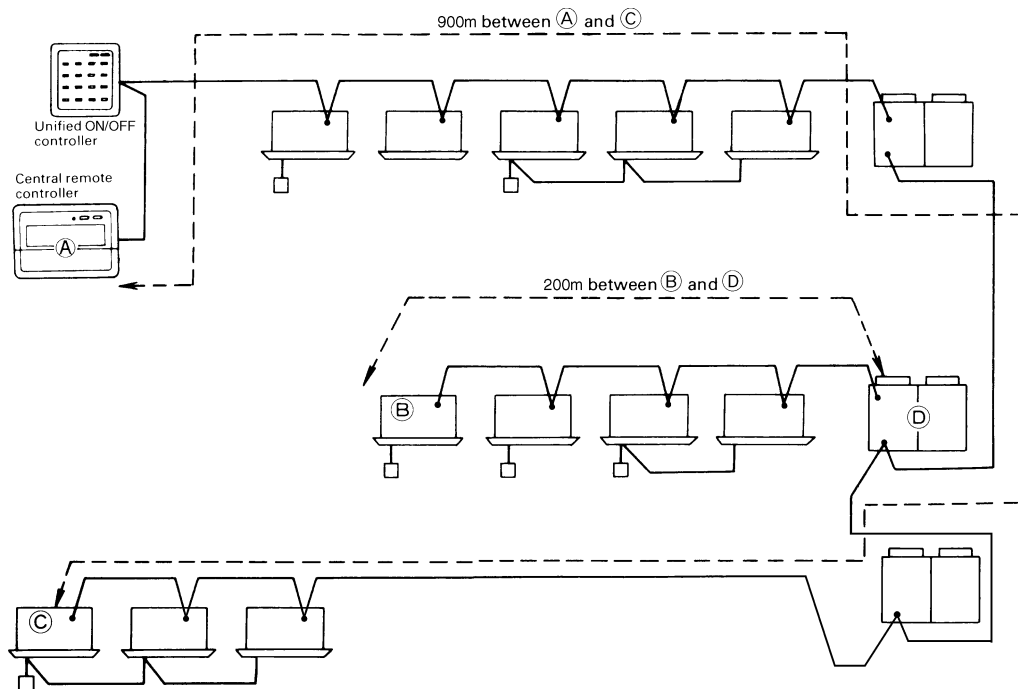 900m between Ⓐ and Ⓒ
Unified ON/OFF
controller
Central remote
controller
Ⓐ
200m between Ⓑ and Ⓓ
Ⓑ
Ⓓ
Ⓒ